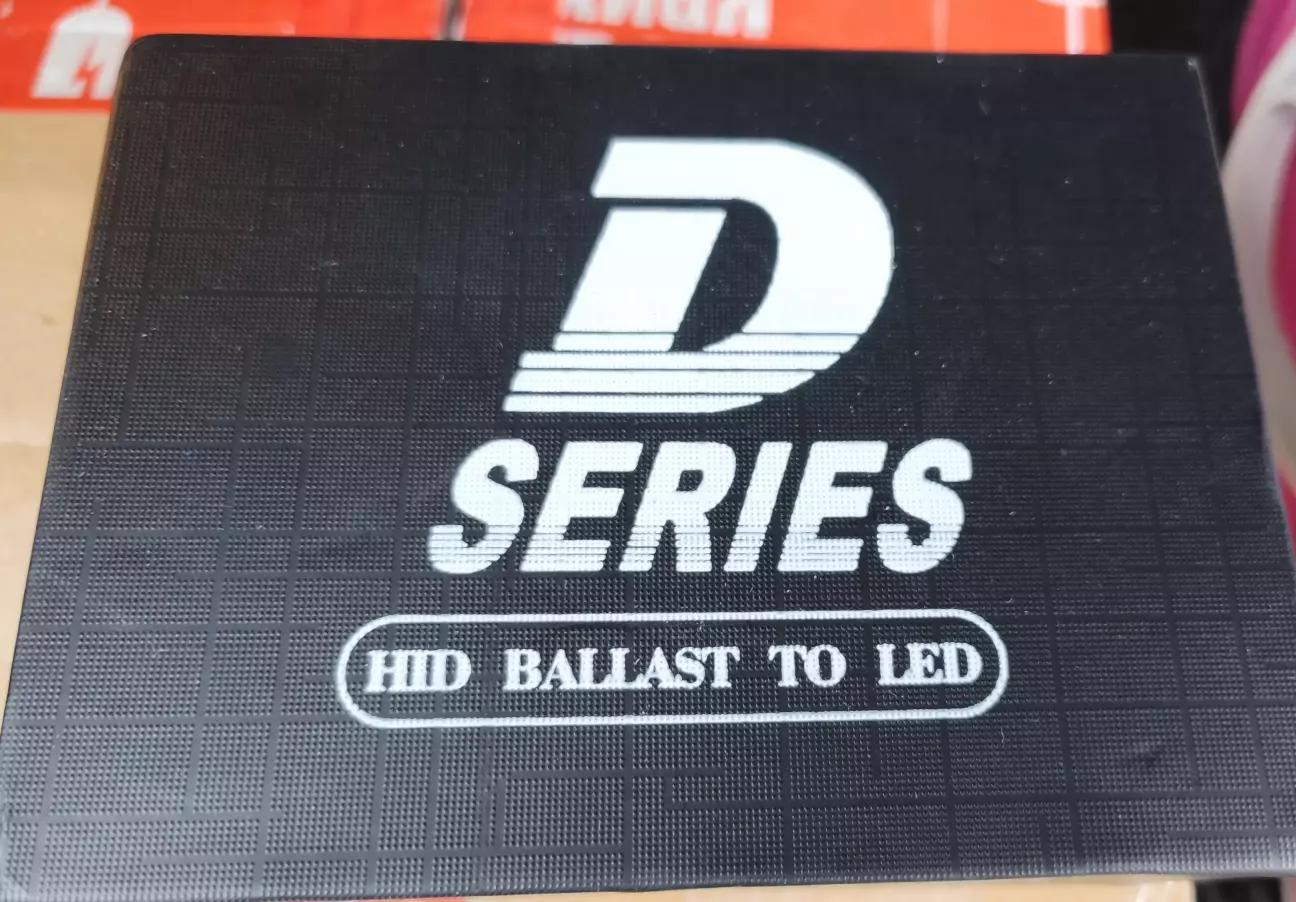 D
SERIES
HID BALLAST TO LED